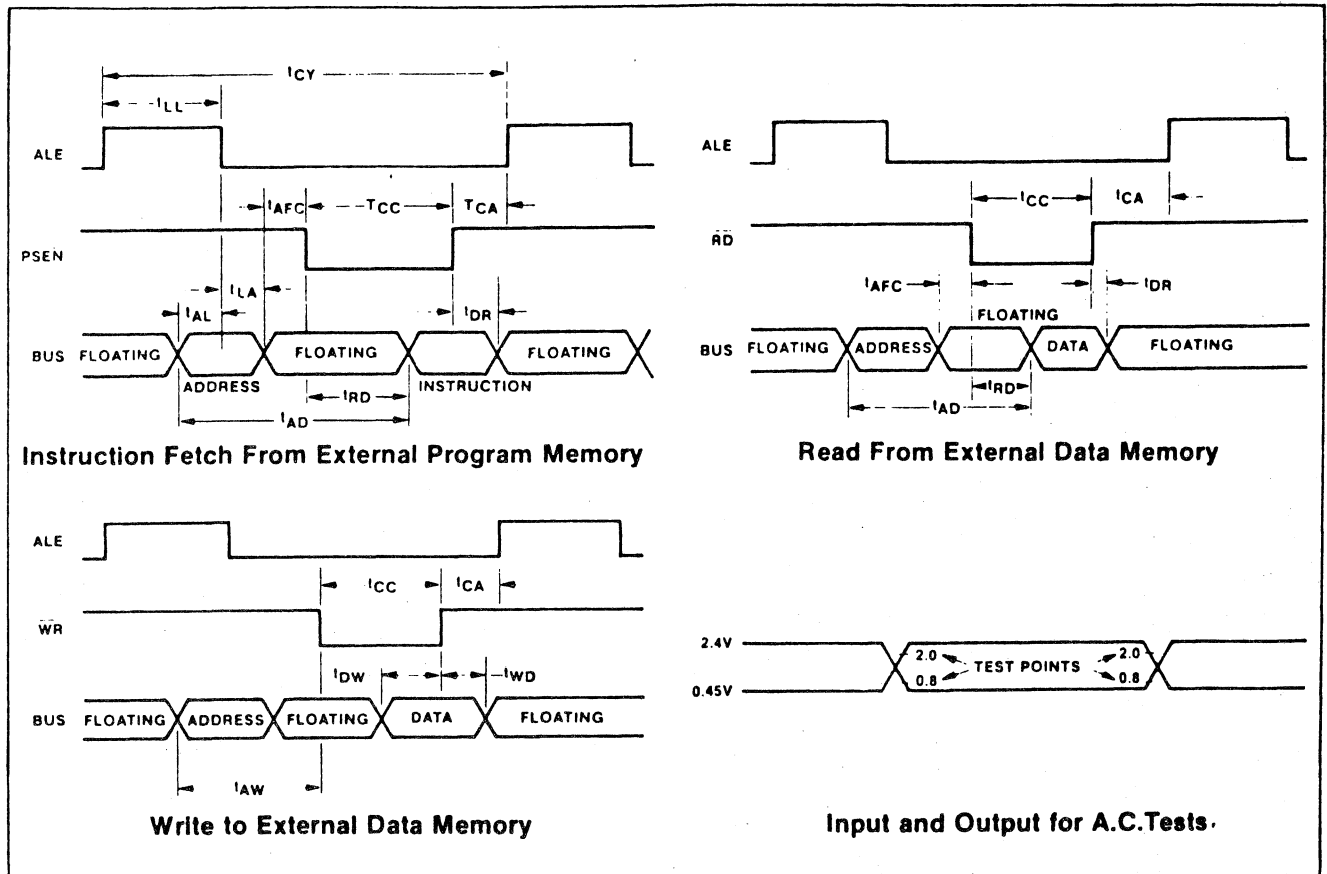 tCY
tLL
ALE
tAFC TCC TCA
PSEN
tLA
tAL tDR
BUS FLOATING FLOATING FLOATING
ADDRESS INSTRUCTION
tRD
tAD
Instruction Fetch From External Program Memory
ALE
tCC tCA
RD
tAFC tDR
FLOATING
BUS FLOATING ADDRESS DATA FLOATING
tRD
tAD
Read From External Data Memory
ALE
tCC tCA
WR
tDW tWD
BUS FLOATING ADDRESS FLOATING DATA FLOATING
tAW
Write to External Data Memory
2.4V
2.0 TEST POINTS 2.0
0.8 0.8
0.45V
Input and Output for A.C.Tests.